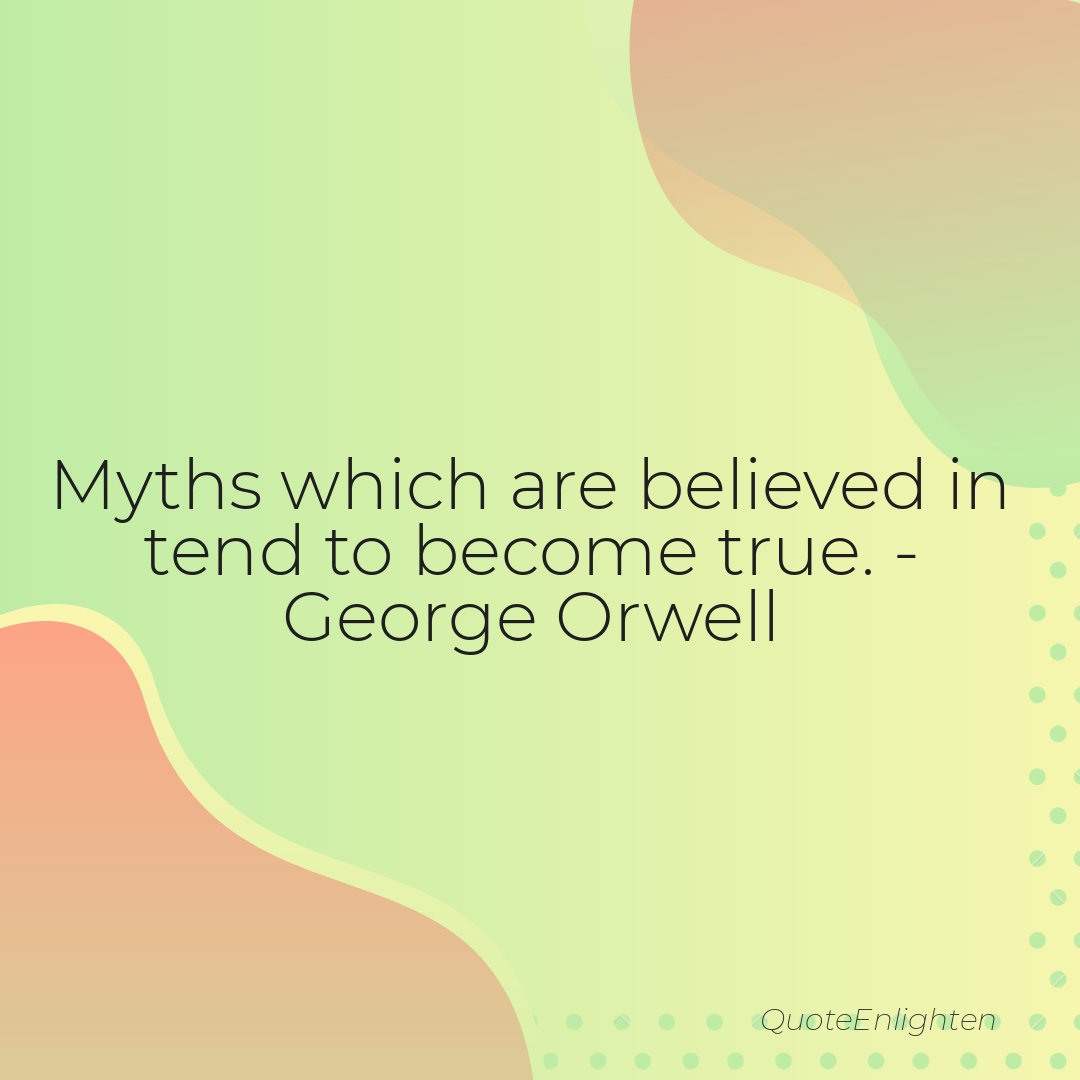 Myths which are believed in
tend to become true. -
George Orwell
QuoteEnlighten